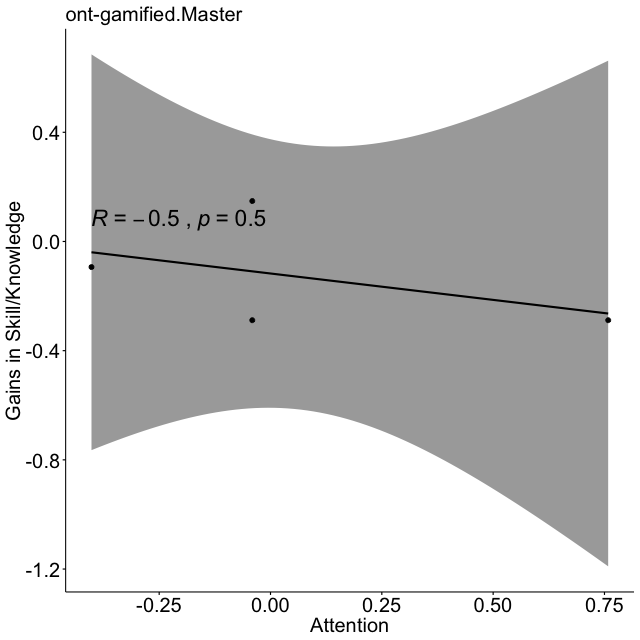 ont-gamified.Master
Gains in Skill/Knowledge
0.4
0.0
-0.4
-0.8
-1.2
R = −0.5 , p = 0.5
-0.25 0.00 0.25 0.50 0.75
Attention